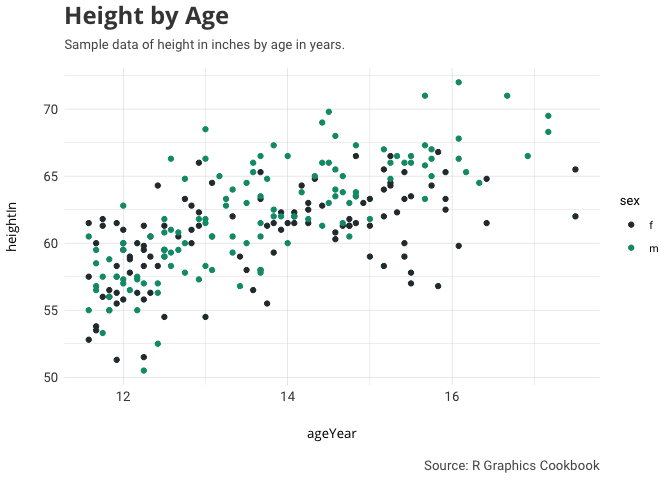 Height by Age
Sample data of height in inches by age in years.
70
65
60
55
50
heightIn
12 14 16
ageYear
sex
f
m
Source: R Graphics Cookbook